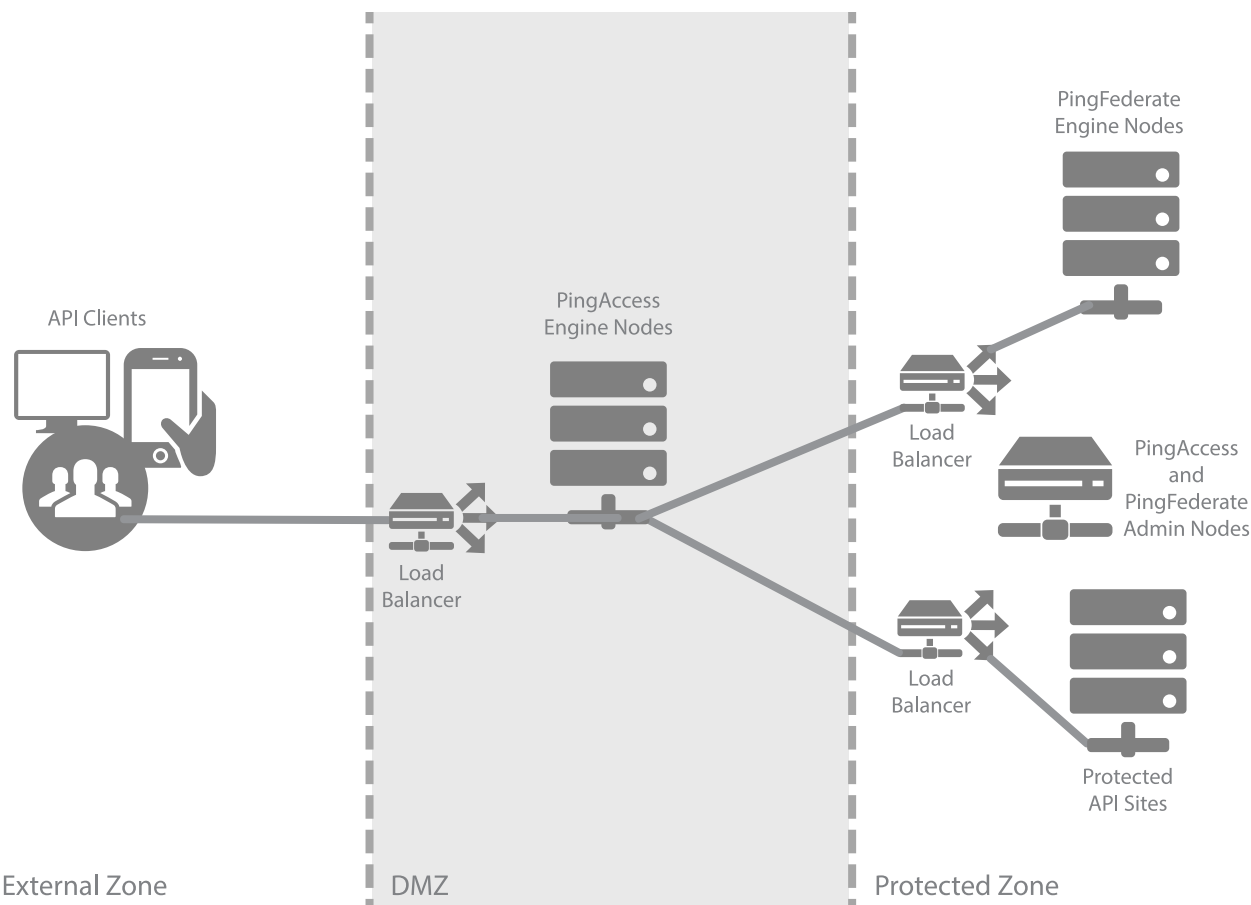 API Clients
PingAccess
Engine Nodes
Load
Balancer
PingFederate
Engine Nodes
Load
Balancer
PingAccess
and
PingFederate
Admin Nodes
Load
Balancer
Protected
API Sites
External Zone
DMZ
Protected Zone